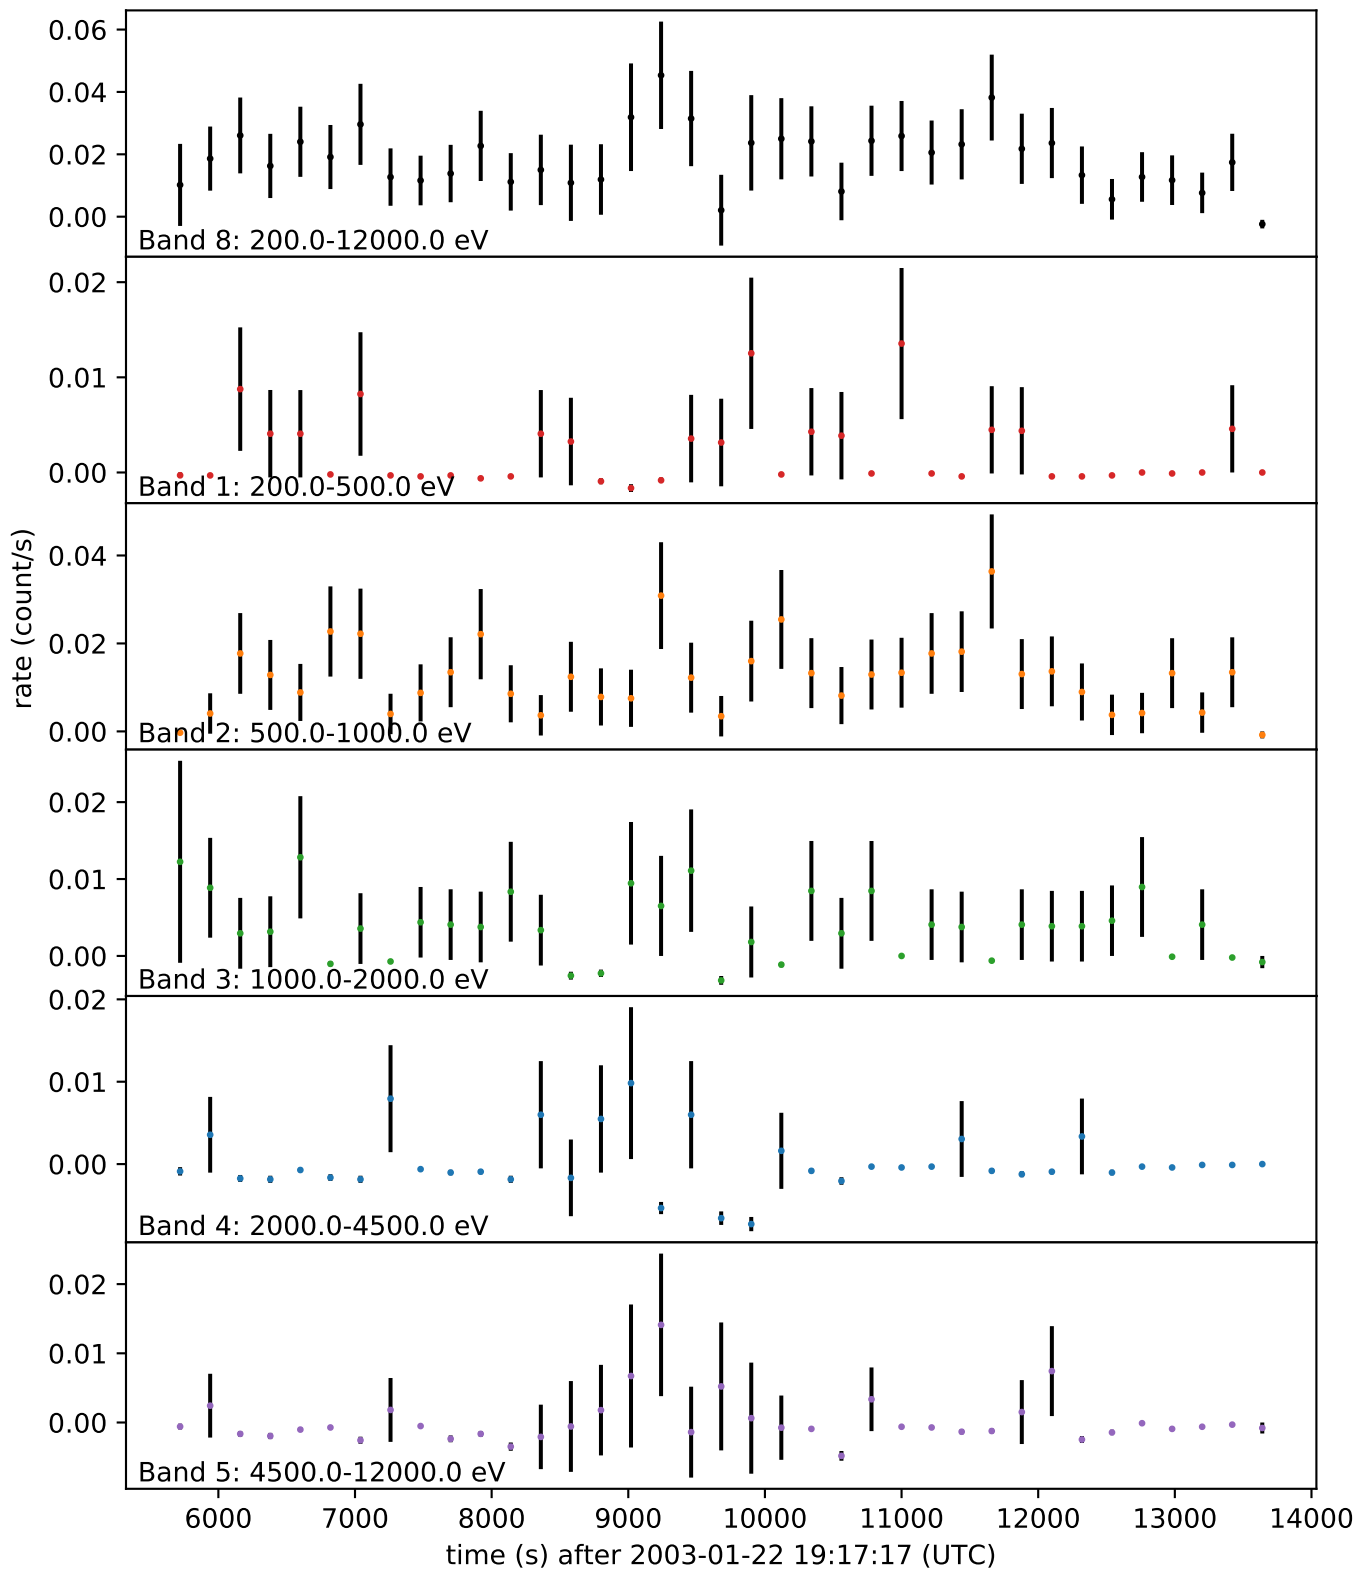 0.06
0.04
0.02
0.00
Band 8: 200.0-12000.0 eV
0.02
0.01
0.00
Band 1: 200.0-500.0 eV
rate (count/s)
0.04
0.02
0.00
Band 2: 500.0-1000.0 eV
0.02
0.01
0.00
Band 3: 1000.0-2000.0 eV
0.02
0.01
0.00
Band 4: 2000.0-4500.0 eV
0.02
0.01
0.00
Band 5: 4500.0-12000.0 eV
6000 7000 8000 9000 10000 11000 12000 13000 14000
time (s) after 2003-01-22 19:17:17 (UTC)